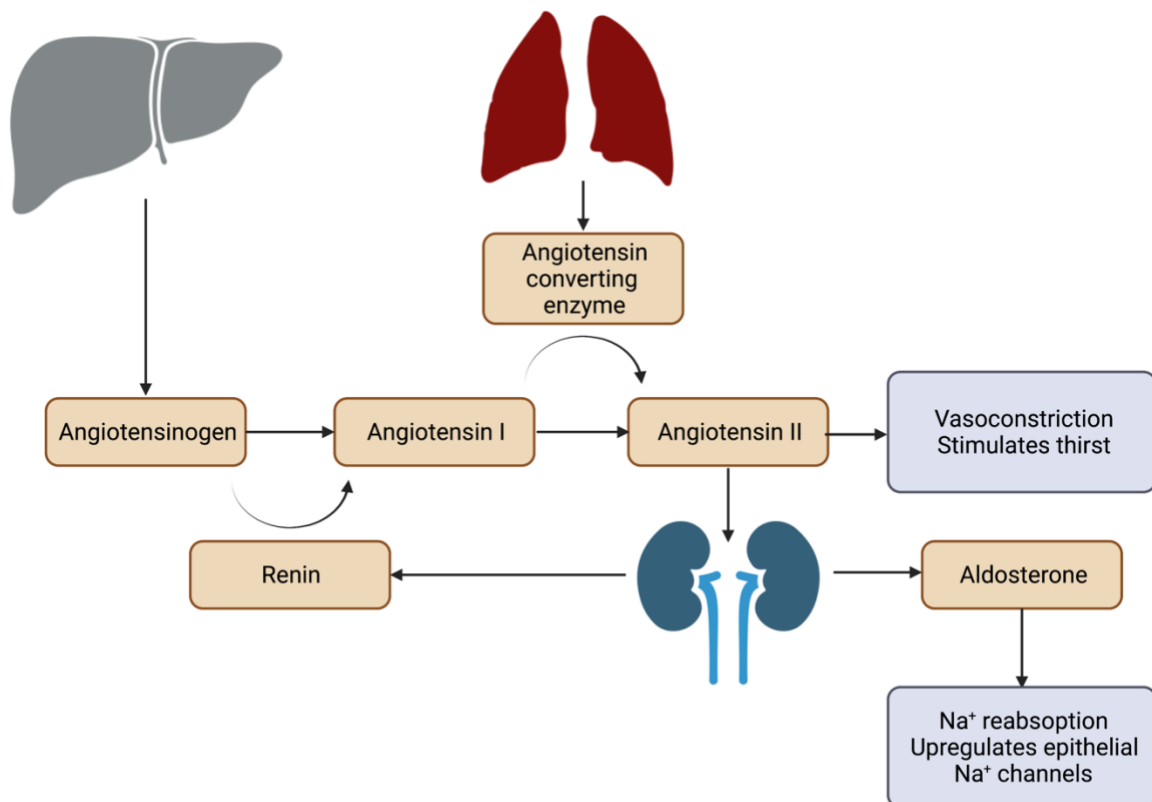 Angiotensin
converting
enzyme
Angiotensinogen
Angiotensin I
Angiotensin II
Vasoconstriction
Stimulates thirst
Renin
Aldosterone
Na⁺ reabsoption
Upregulates epithelial
Na⁺ channels